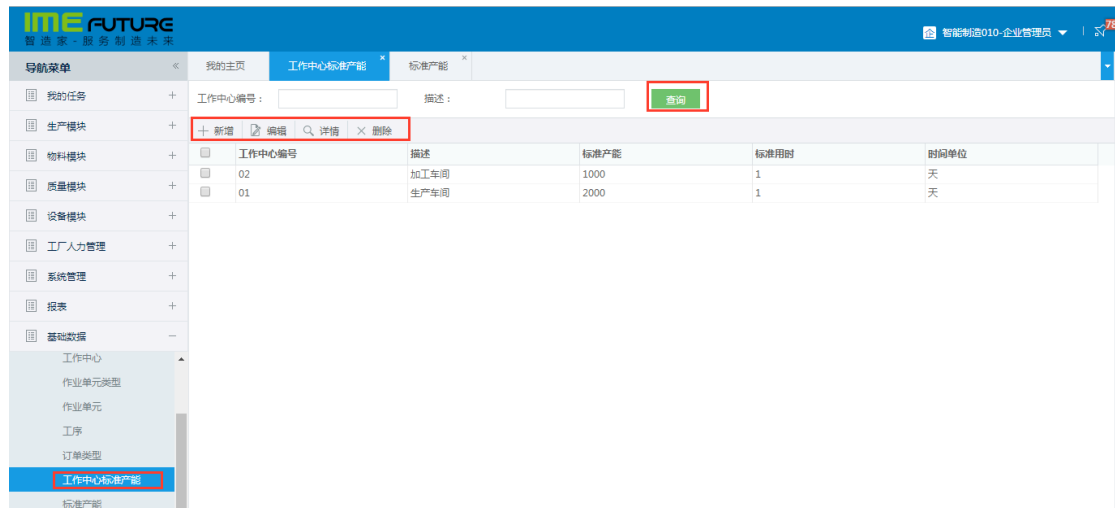 IME FUTURE
智造家·服务制造未来
智能制造010-企业管理员
78
导航菜单 «
我的主页 工作中心标准产能 × 标准产能 ×
我的任务 +
工作中心编号： 描述： 查询
生产模块 +
新增 编辑 详情 删除
物料模块 +
工作中心编号 描述 标准产能 标准用时 时间单位
02 加工车间 1000 1 天
质量模块 +
01 生产车间 2000 1 天
设备模块 +
工厂人力管理 +
系统管理 +
报表 +
基础数据 −
工作中心
作业单元类型
作业单元
工序
订单类型
工作中心标准产能
标准产能